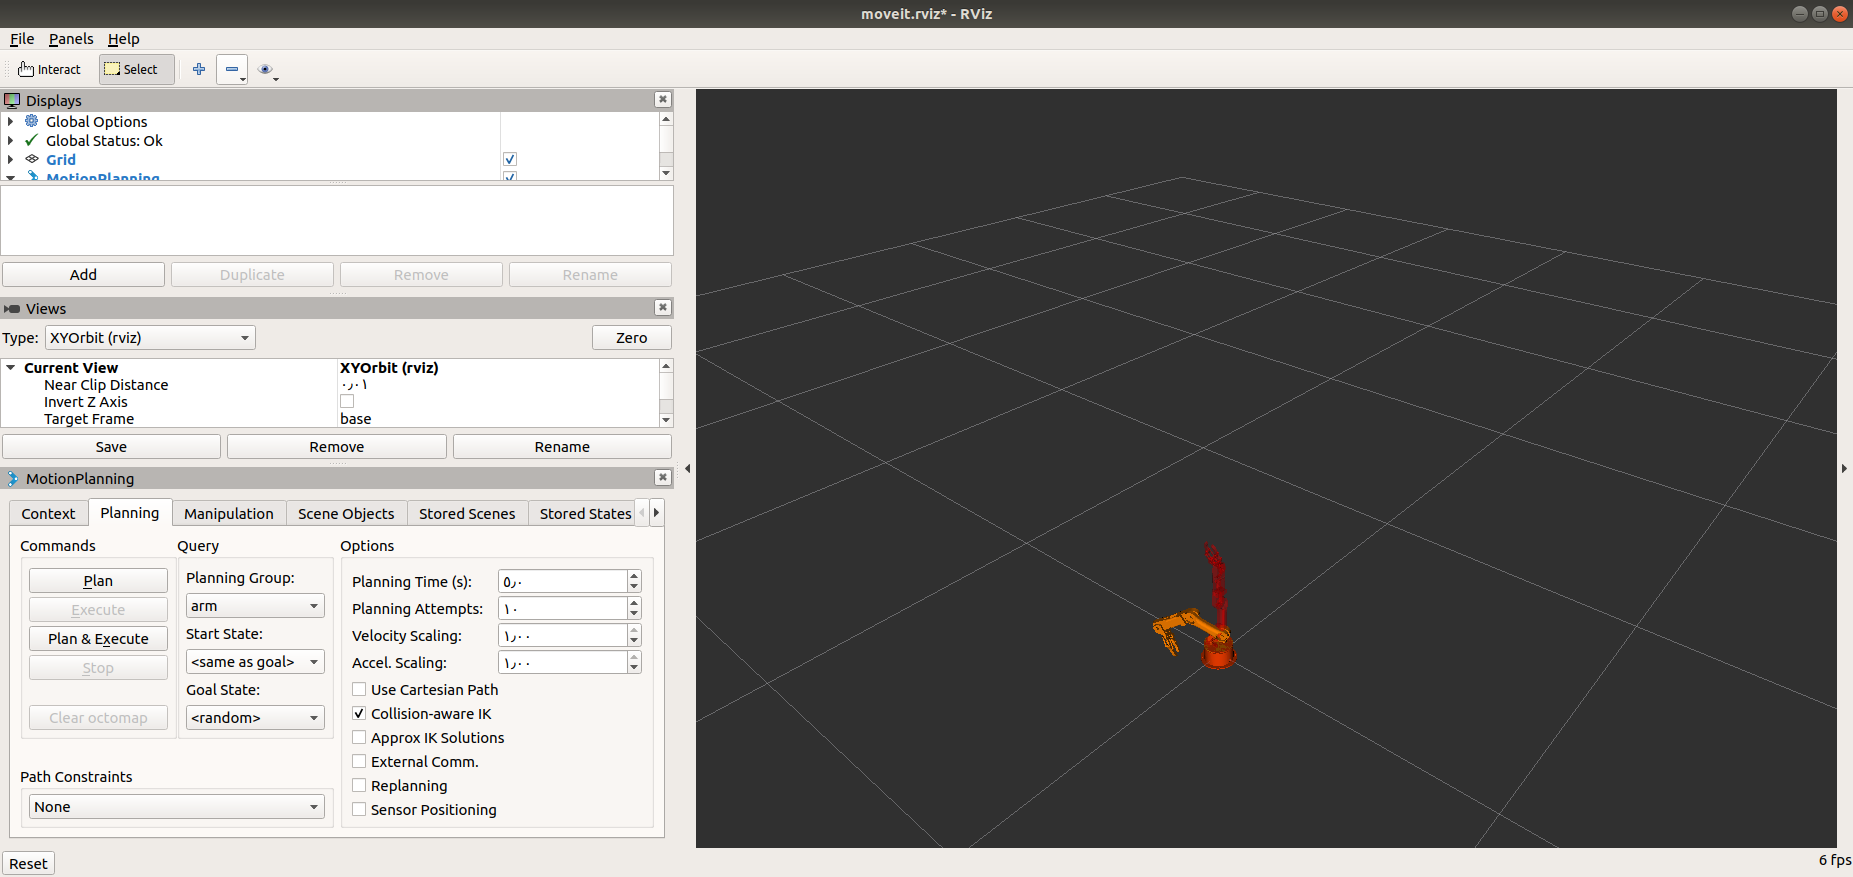 moveit.rviz* - RViz
File Panels Help
Interact Select
Displays
Global Options
Global Status: Ok
Grid
MotionPlanning
Add Duplicate Remove Rename
Views
Type: XYOrbit (rviz) Zero
Current View XYOrbit (rviz)
Near Clip Distance ٠٫٠١
Invert Z Axis
Target Frame base
Save Remove Rename
MotionPlanning
Context Planning Manipulation Scene Objects Stored Scenes Stored States
Commands Query Options
Plan
Execute
Plan & Execute
Stop
Clear octomap
Planning Group:
arm
Start State:
<same as goal>
Goal State:
<random>
Planning Time (s): ٥٫٠
Planning Attempts: ١٠
Velocity Scaling: ١٫٠٠
Accel. Scaling: ١٫٠٠
Use Cartesian Path
Collision-aware IK
Approx IK Solutions
External Comm.
Replanning
Sensor Positioning
Path Constraints
None
Reset
6 fps